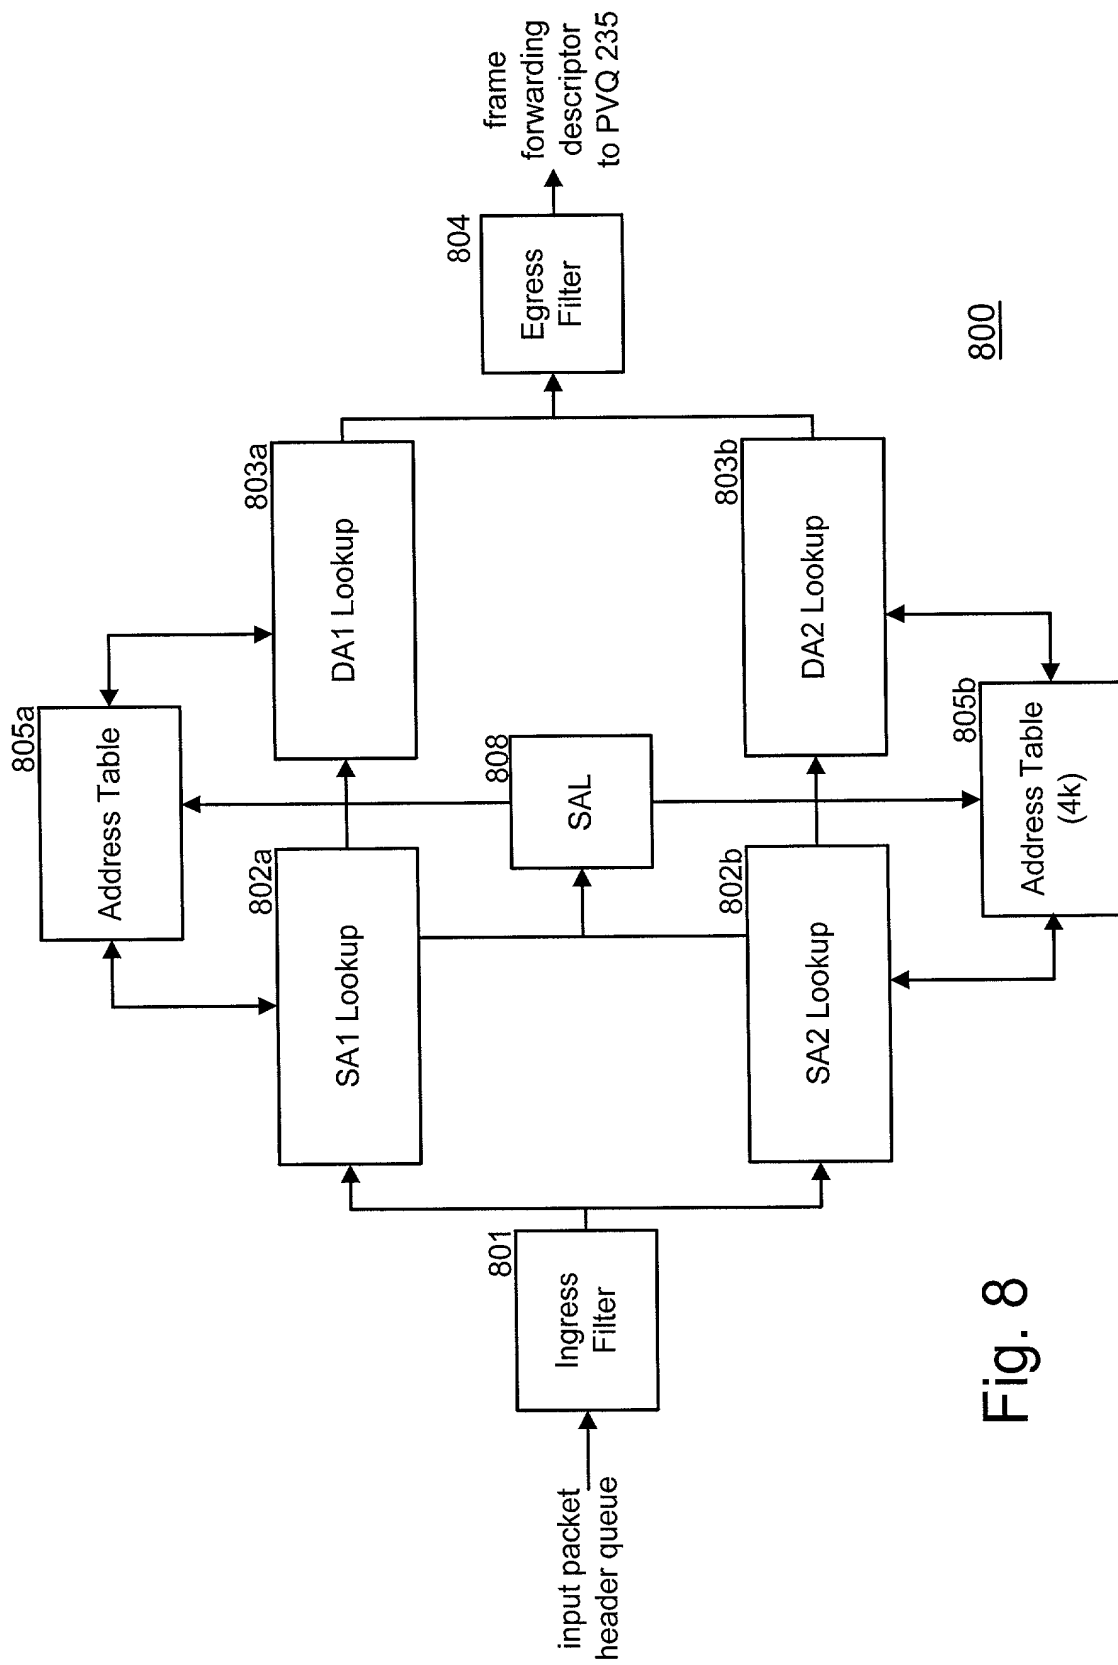 805a
Address Table
802a
SA1 Lookup
803a
DA1 Lookup
input packet
header queue
801
Ingress
Filter
808
SAL
804
Egress
Filter
frame
forwarding
descriptor
to PVQ 235
802b
SA2 Lookup
803b
DA2 Lookup
805b
Address Table
(4k)
Fig. 8
800